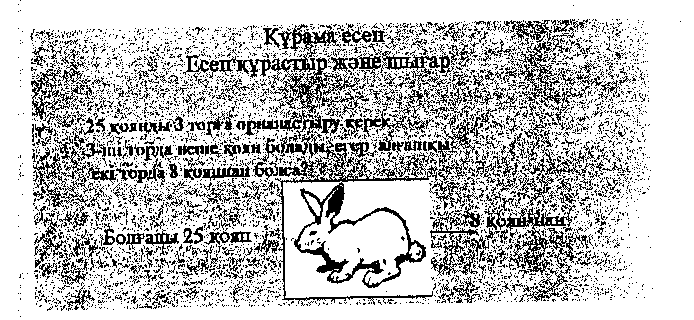 Құрама есеп
Есеп құрастыр және шығар
25 қоянды 3 торға орналастыру керек.
3-ші торда неше қоян болады, егер алғашқы
екі торда 8 қояннан болса?
Болғаны 25 қоян
8 қояннан